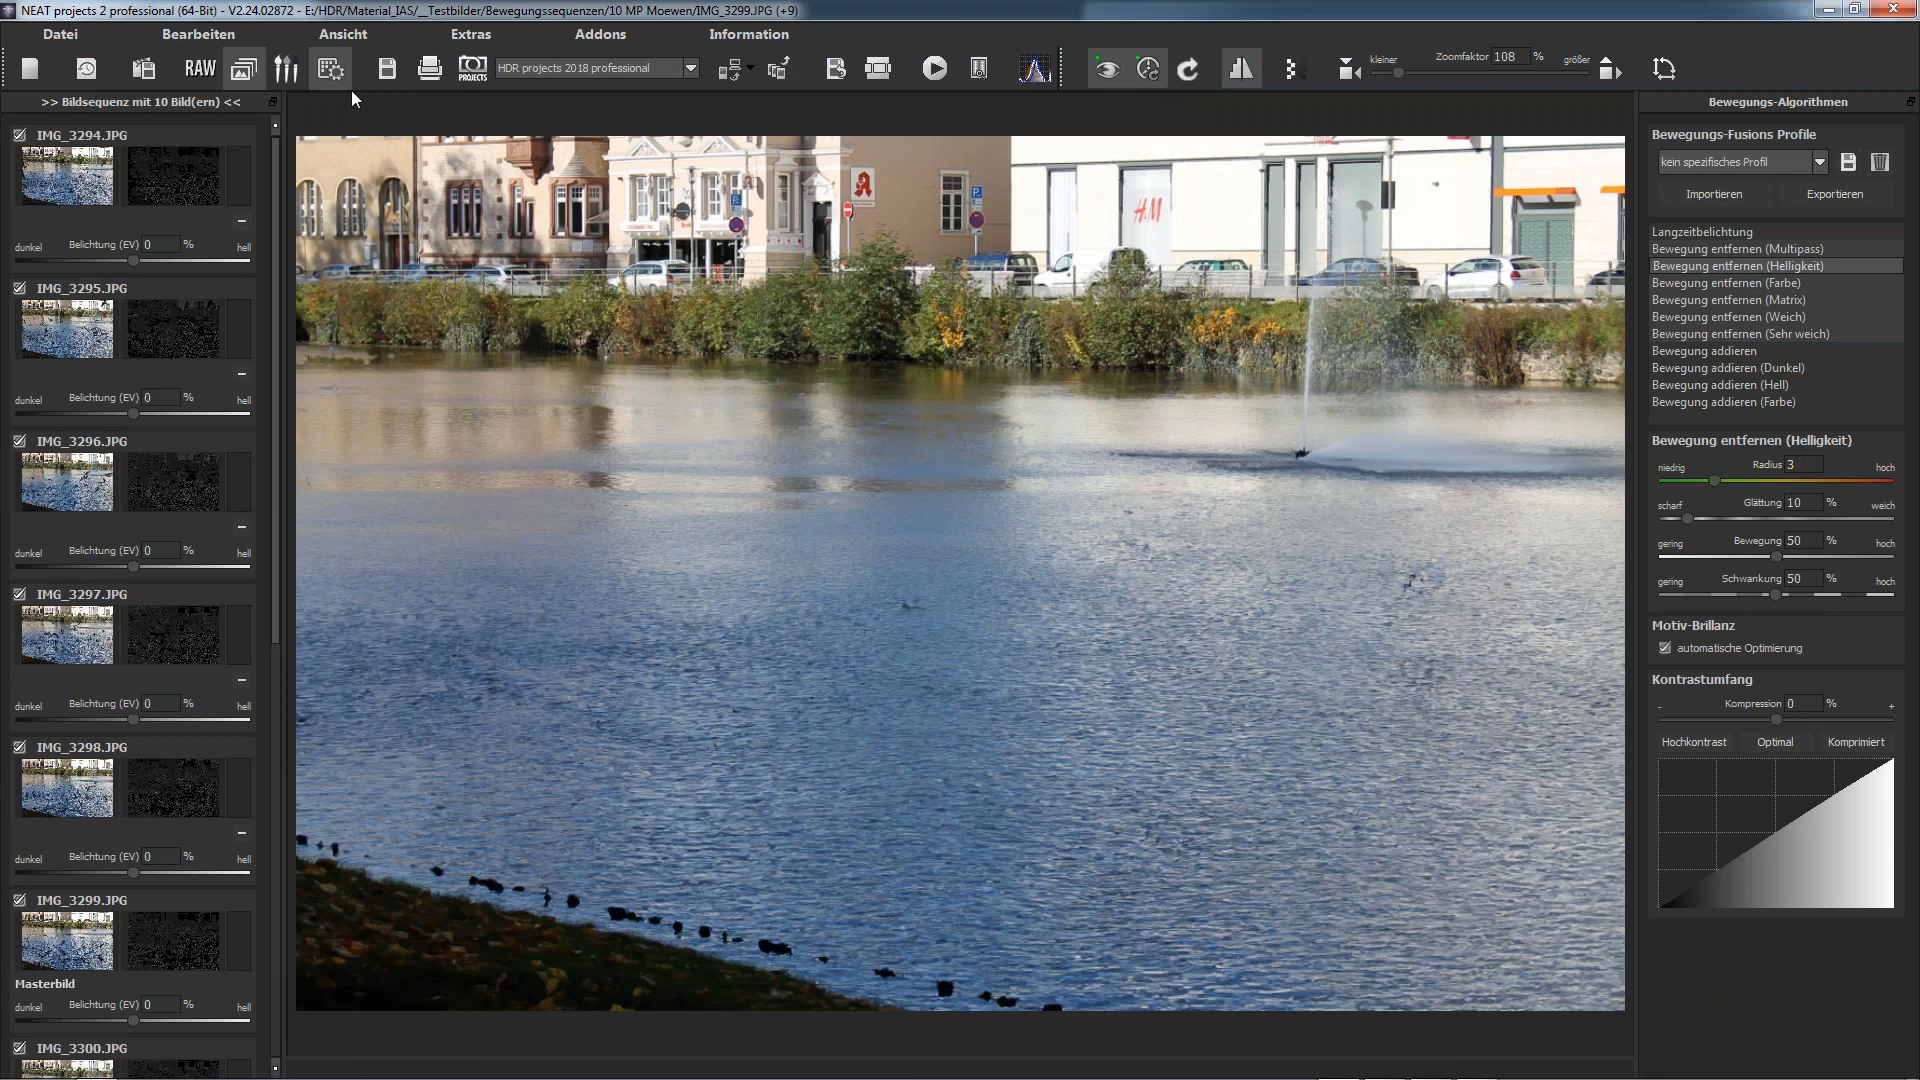 NEAT projects 2 professional (64-Bit) - V2.24.02872 - E:/HDR/Material_IAS/__Testbilder/Bewegungssequenzen/10 MP Moewen/IMG_3299.JPG (+9)
Datei Bearbeiten Ansicht Extras Addons Information
RAW PROJECTS HDR projects 2018 professional kleiner Zoomfaktor 108 % größer
>> Bildsequenz mit 10 Bild(ern) <<
IMG_3294.JPG
dunkel Belichtung (EV) 0 % hell
IMG_3295.JPG
dunkel Belichtung (EV) 0 % hell
IMG_3296.JPG
dunkel Belichtung (EV) 0 % hell
IMG_3297.JPG
dunkel Belichtung (EV) 0 % hell
IMG_3298.JPG
dunkel Belichtung (EV) 0 % hell
IMG_3299.JPG
Masterbild
dunkel Belichtung (EV) 0 % hell
IMG_3300.JPG
H&M
Bewegungs-Algorithmen
Bewegungs-Fusions Profile
kein spezifisches Profil
Importieren Exportieren
Langzeitbelichtung
Bewegung entfernen (Multipass)
Bewegung entfernen (Helligkeit)
Bewegung entfernen (Farbe)
Bewegung entfernen (Matrix)
Bewegung entfernen (Weich)
Bewegung entfernen (Sehr weich)
Bewegung addieren
Bewegung addieren (Dunkel)
Bewegung addieren (Hell)
Bewegung addieren (Farbe)
Bewegung entfernen (Helligkeit)
niedrig Radius 3 hoch
scharf Glättung 10 % weich
gering Bewegung 50 % hoch
gering Schwankung 50 % hoch
Motiv-Brillanz
automatische Optimierung
Kontrastumfang
- Kompression 0 % +
Hochkontrast Optimal Komprimiert